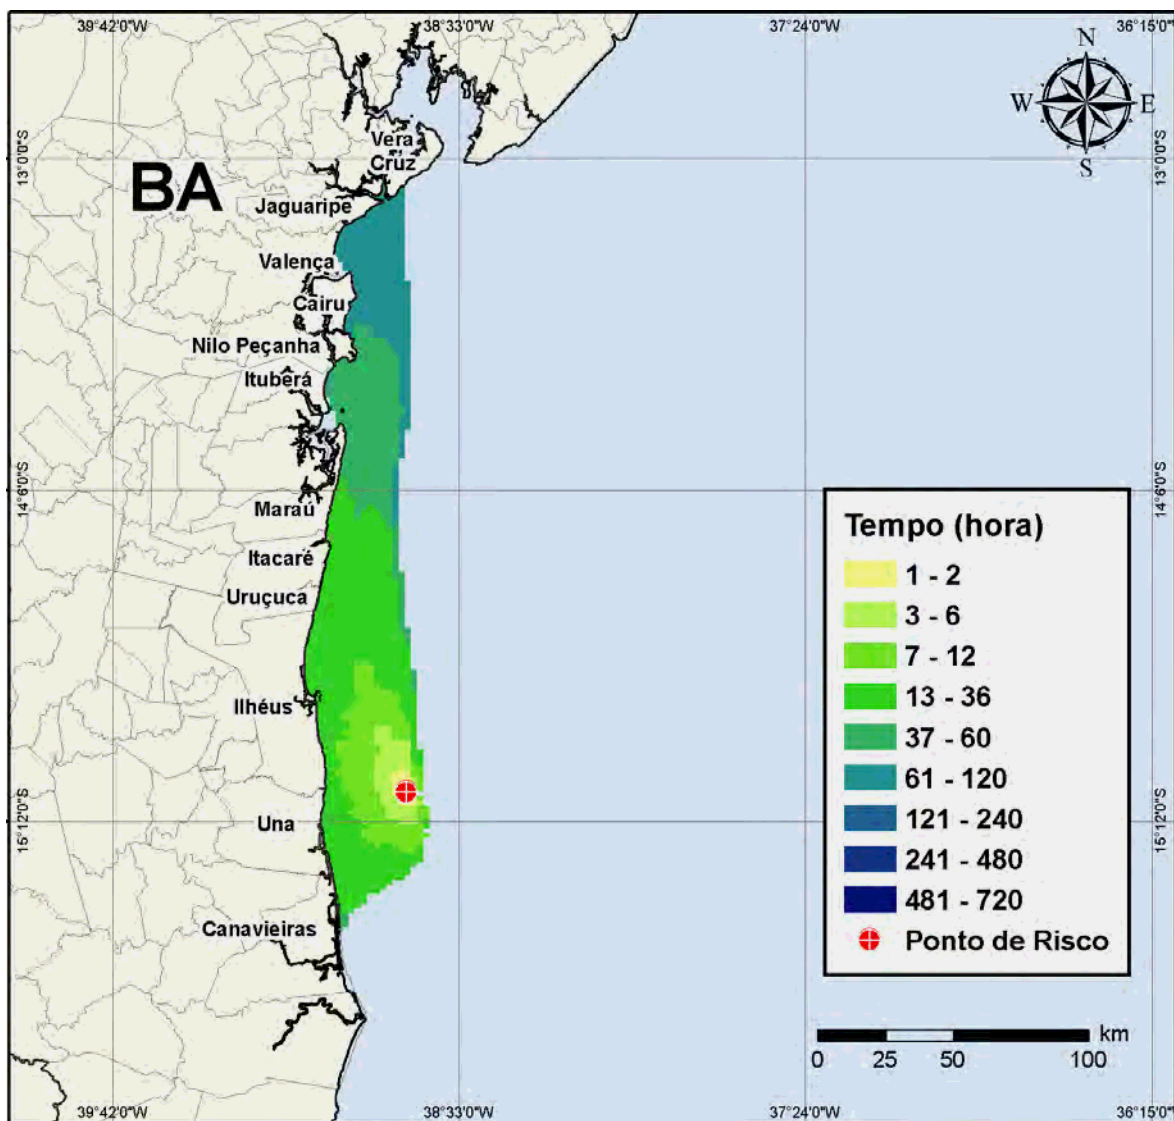 39°42'0"W
38°33'0"W
37°24'0"W
36°15'0"W
N
W
E
S
Vera
Cruz
13°0'0"S
13°0'0"S
BA
Jaguaripe
Valença
Cairu
Nilo Peçanha
Ituberá
14°6'0"S
14°6'0"S
Maraú
Itacaré
Uruçuca
Ilhéus
Una
15°12'0"S
15°12'0"S
Canavieiras
Tempo (hora)
1 - 2
3 - 6
7 - 12
13 - 36
37 - 60
61 - 120
121 - 240
241 - 480
481 - 720
Ponto de Risco
km
0 25 50 100
39°42'0"W
38°33'0"W
37°24'0"W
36°15'0"W